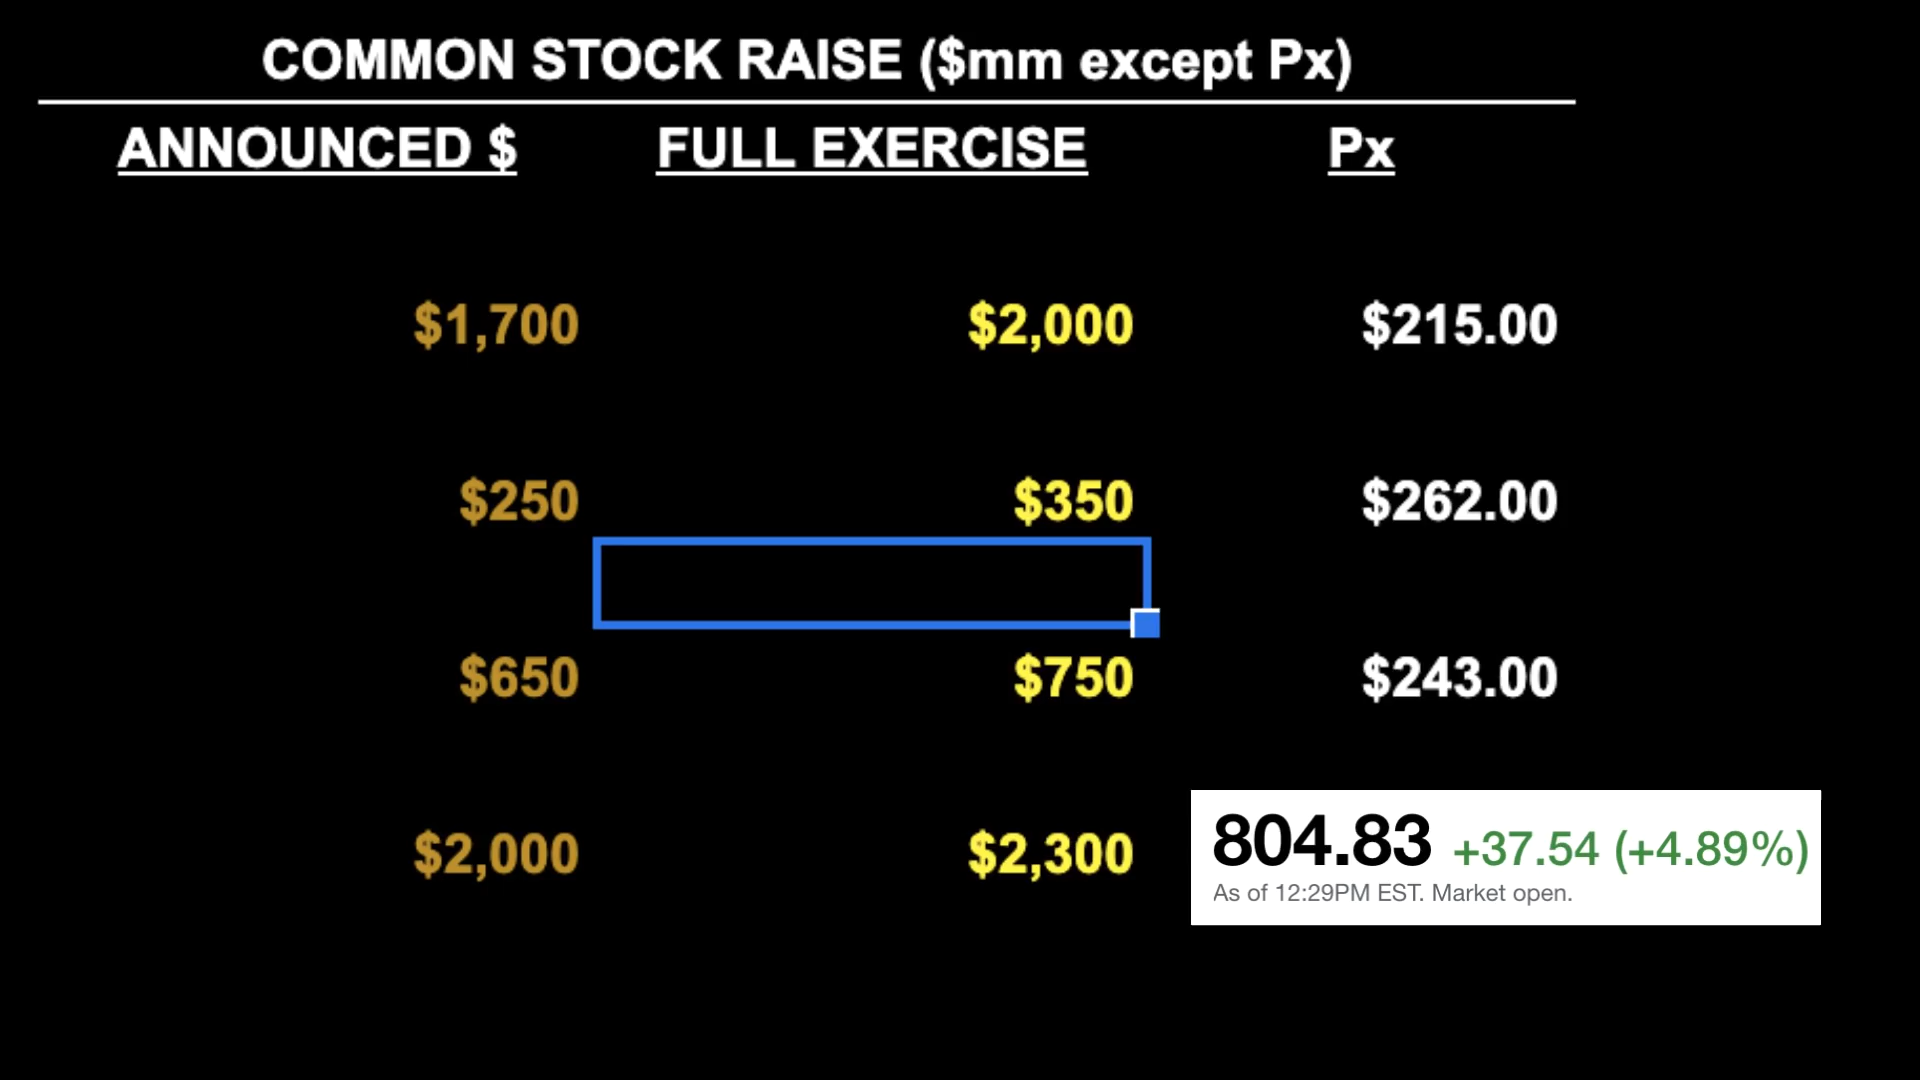 COMMON STOCK RAISE ($mm except Px)
ANNOUNCED $ FULL EXERCISE Px
$1,700 $2,000 $215.00
$250 $350 $262.00
$650 $750 $243.00
$2,000 $2,300 804.83 +37.54 (+4.89%)
As of 12:29PM EST. Market open.